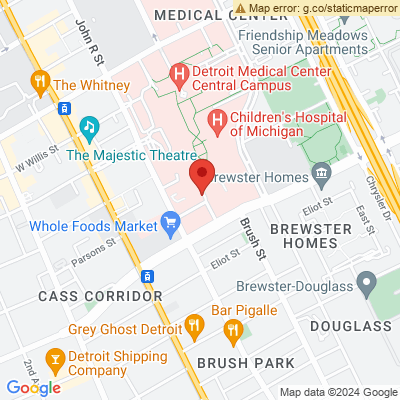 Map error: g.co/staticmaperror
MEDICAL CENTER
John R St
Friendship Meadows
Senior Apartments
Detroit Medical Center
Central Campus
The Whitney
Children's Hospital
of Michigan
W Willis St
The Majestic Theatre
Brewster Homes
Chrysler Dr
Whole Foods Market
Eliot St
East St
Brush St
BREWSTER
HOMES
Parsons St
Eliot St
CASS CORRIDOR
Brewster-Douglass
Bar Pigalle
Grey Ghost Detroit
DOUGLASS
2nd A
Detroit Shipping
Company
BRUSH PARK
Google
Map data ©2024 Google